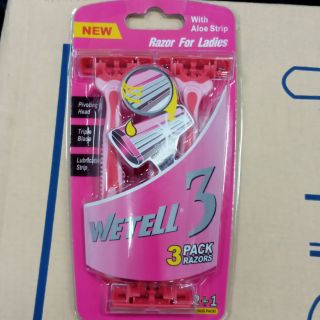 NEW
With
Aloe Strip
Razor For Ladies
Pivoting
Head
Triple
Blade
Lubricating
Strip
WETELL 3
3 PACK
RAZORS
2+1